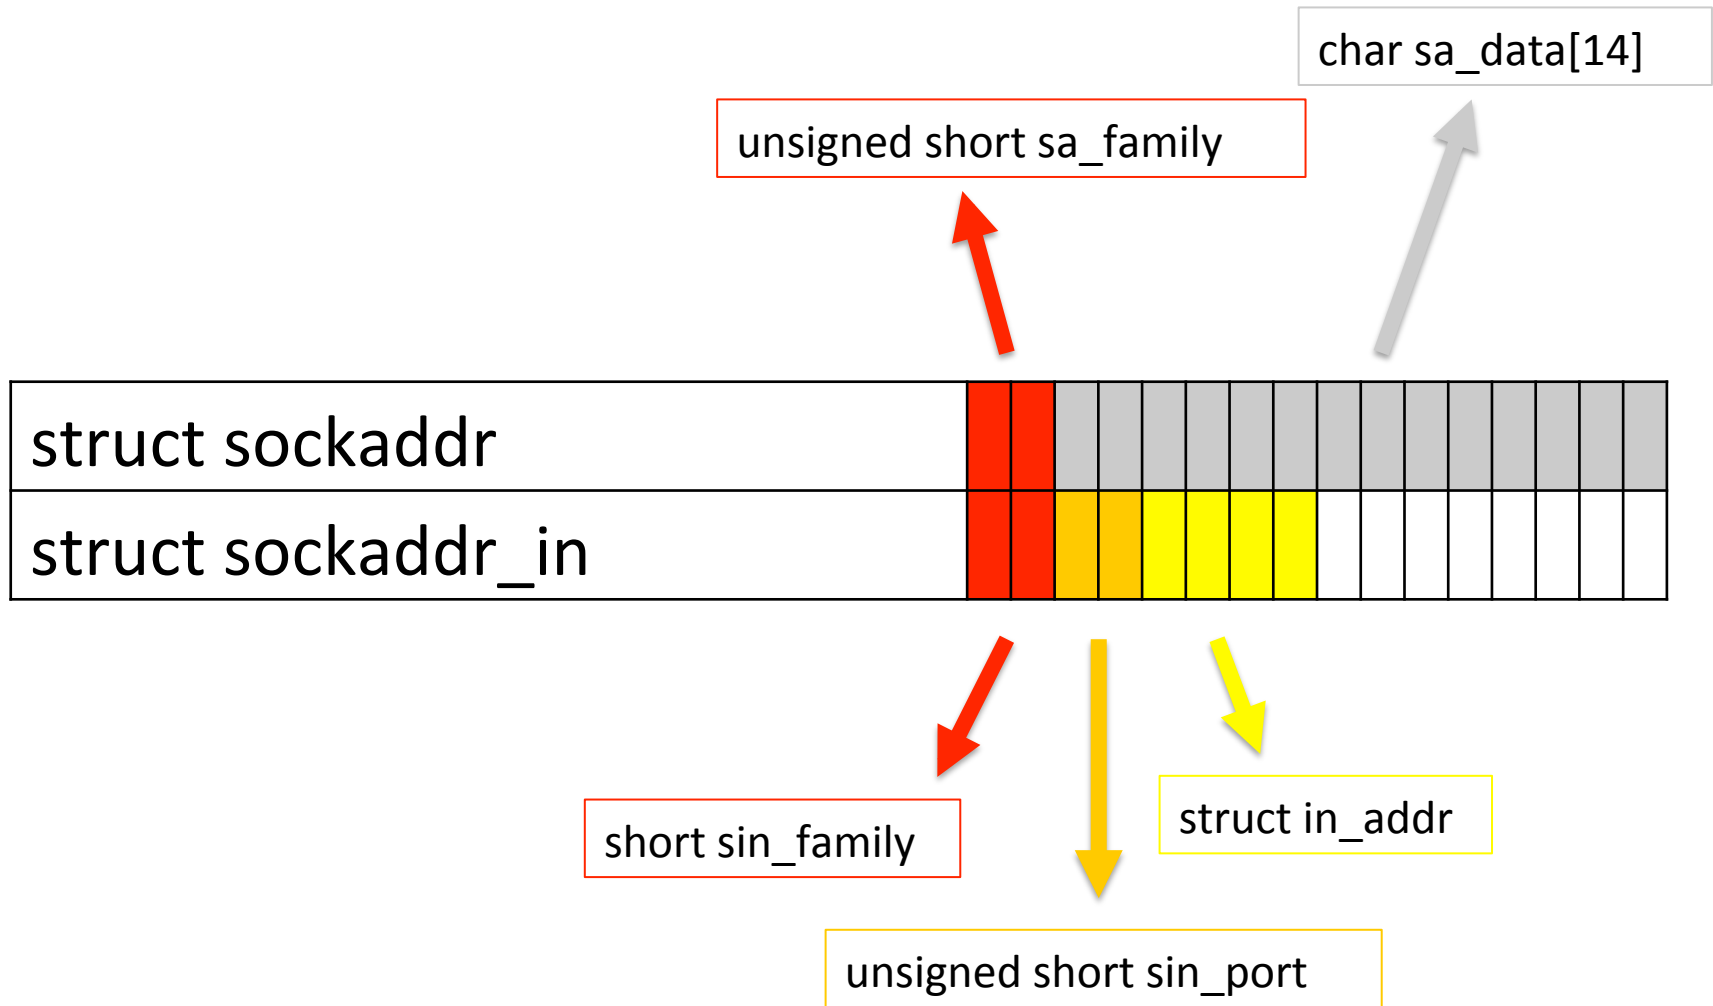 char sa_data[14]
unsigned short sa_family
struct sockaddr
struct sockaddr_in
short sin_family
struct in_addr
unsigned short sin_port